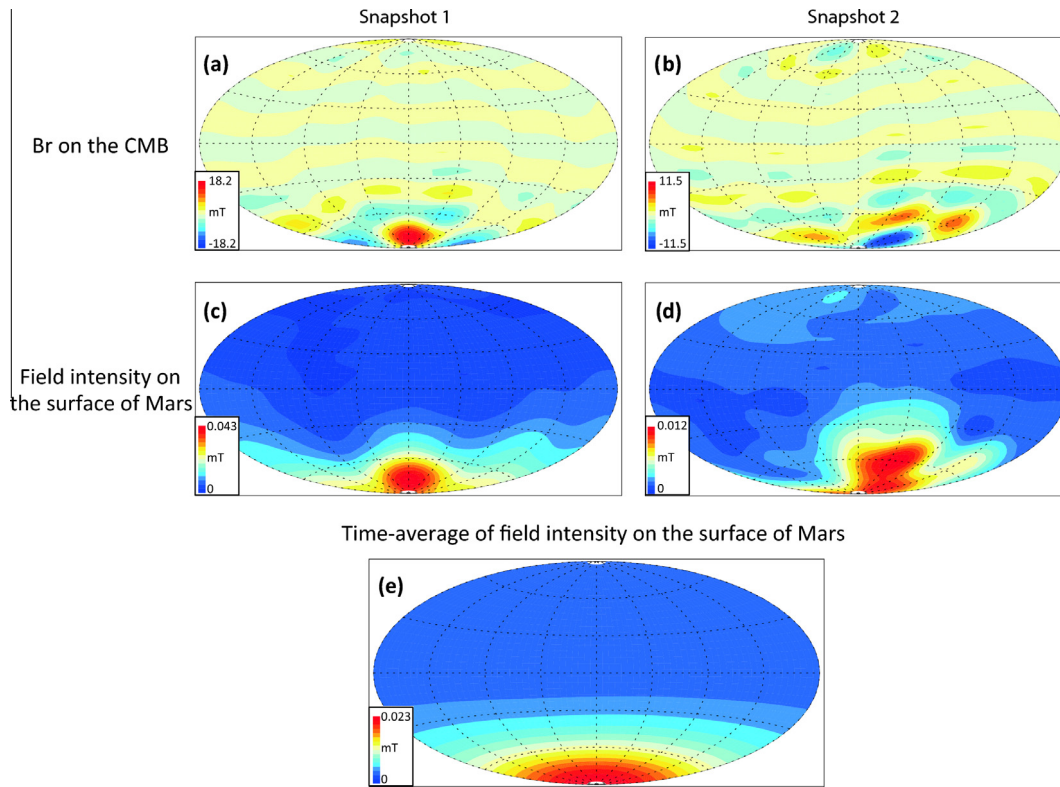 Snapshot 1
Snapshot 2
Br on the CMB
(a)
18.2
mT
-18.2
(b)
11.5
mT
-11.5
Field intensity on
the surface of Mars
(c)
0.043
mT
0
(d)
0.012
mT
0
Time-average of field intensity on the surface of Mars
(e)
0.023
mT
0